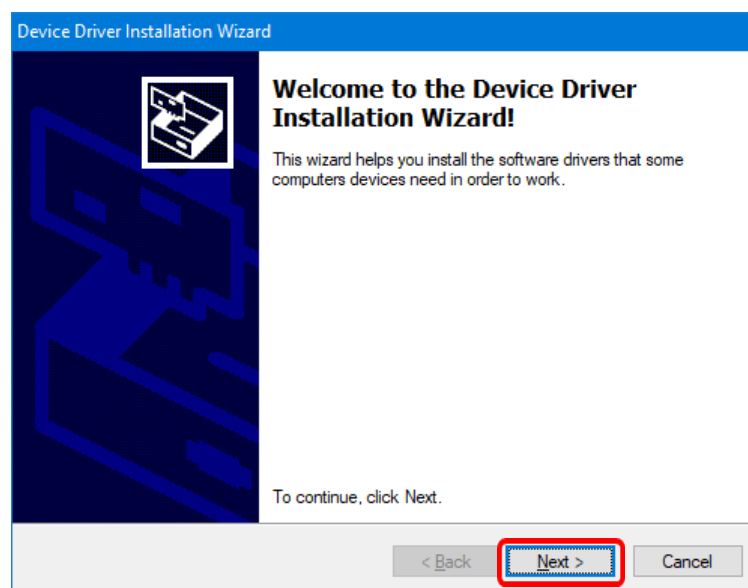 Device Driver Installation Wizard
Welcome to the Device Driver
Installation Wizard!
This wizard helps you install the software drivers that some
computers devices need in order to work.
To continue, click Next.
< Back
Next >
Cancel